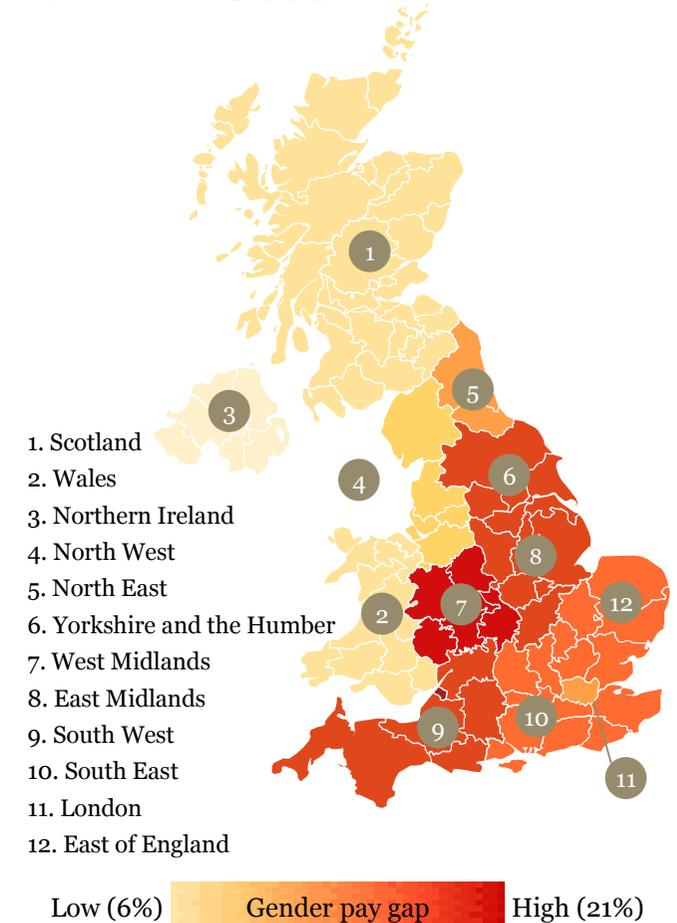 1
5
3
1. Scotland
2. Wales
4
6
3. Northern Ireland
4. North West
8
5. North East
12
7
2
6. Yorkshire and the Humber
7. West Midlands
8. East Midlands
9. South West
10
9
10. South East
11
11. London
12. East of England
Low (6%) Gender pay gap High (21%)